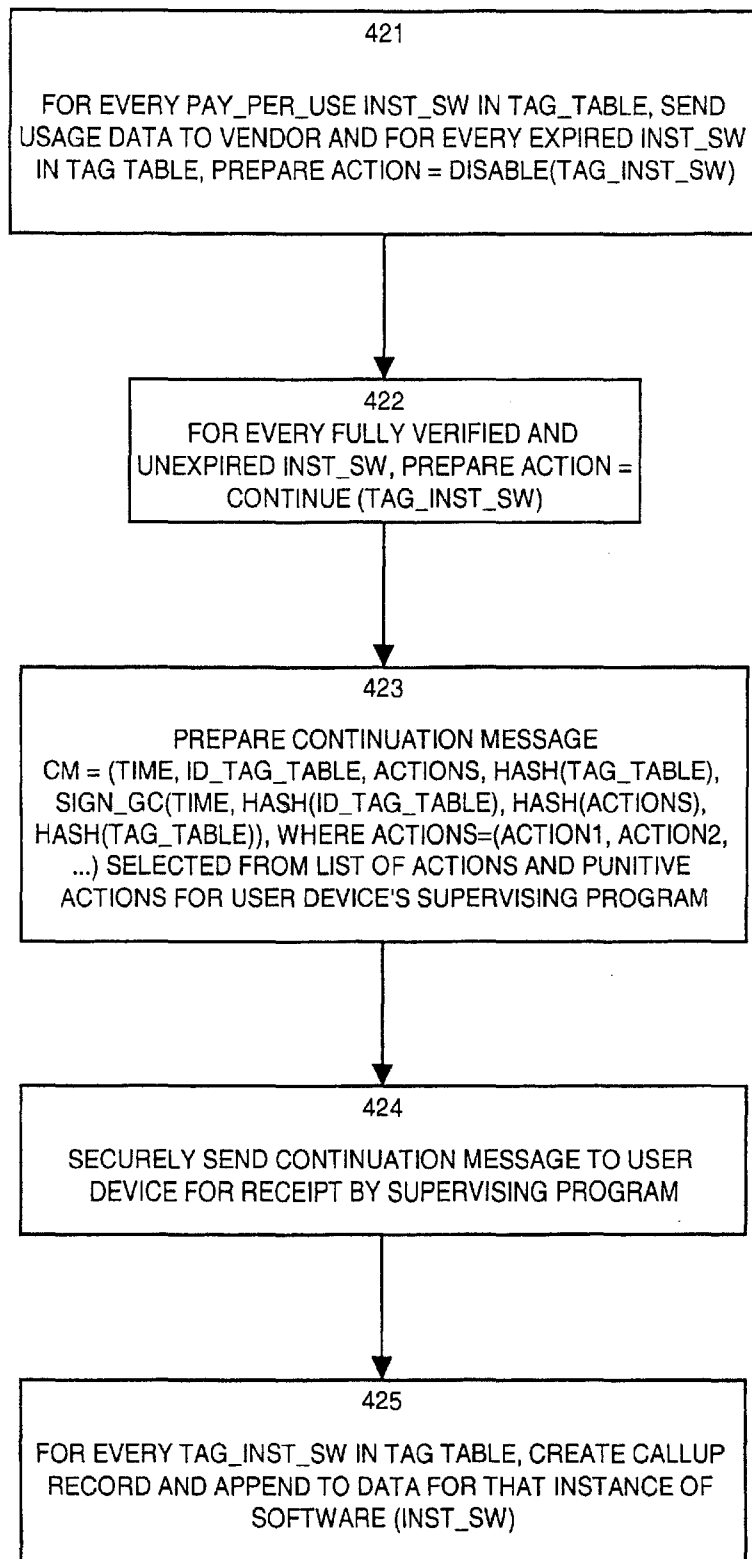 421
FOR EVERY PAY_PER_USE INST_SW IN TAG_TABLE, SEND
USAGE DATA TO VENDOR AND FOR EVERY EXPIRED INST_SW
IN TAG TABLE, PREPARE ACTION = DISABLE(TAG_INST_SW)
422
FOR EVERY FULLY VERIFIED AND
UNEXPIRED INST_SW, PREPARE ACTION =
CONTINUE (TAG_INST_SW)
423
PREPARE CONTINUATION MESSAGE
CM = (TIME, ID_TAG_TABLE, ACTIONS, HASH(TAG_TABLE),
SIGN_GC(TIME, HASH(ID_TAG_TABLE), HASH(ACTIONS),
HASH(TAG_TABLE)), WHERE ACTIONS=(ACTION1, ACTION2,
...) SELECTED FROM LIST OF ACTIONS AND PUNITIVE
ACTIONS FOR USER DEVICE'S SUPERVISING PROGRAM
424
SECURELY SEND CONTINUATION MESSAGE TO USER
DEVICE FOR RECEIPT BY SUPERVISING PROGRAM
425
FOR EVERY TAG_INST_SW IN TAG TABLE, CREATE CALLUP
RECORD AND APPEND TO DATA FOR THAT INSTANCE OF
SOFTWARE (INST_SW)